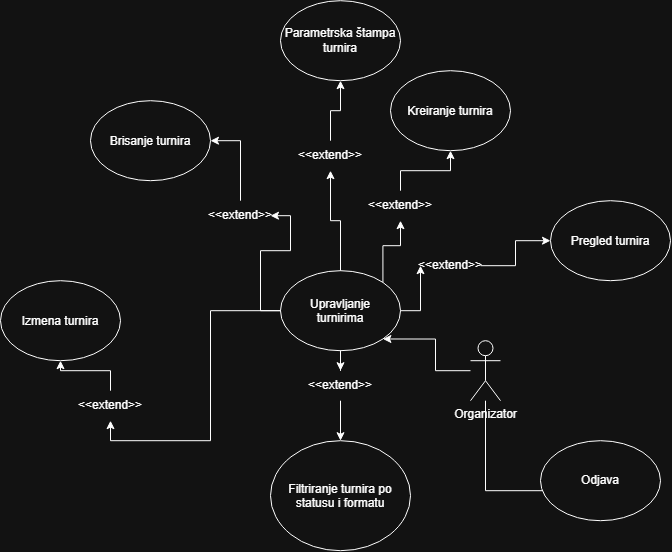 Parametrska štampa
turnira
Kreiranje turnira
Brisanje turnira
<<extend>>
<<extend>>
<<extend>>
Pregled turnira
<<extend>>
Upravljanje
turnirima
Izmena turnira
<<extend>>
<<extend>>
Organizator
Filtriranje turnira po
statusu i formatu
Odjava